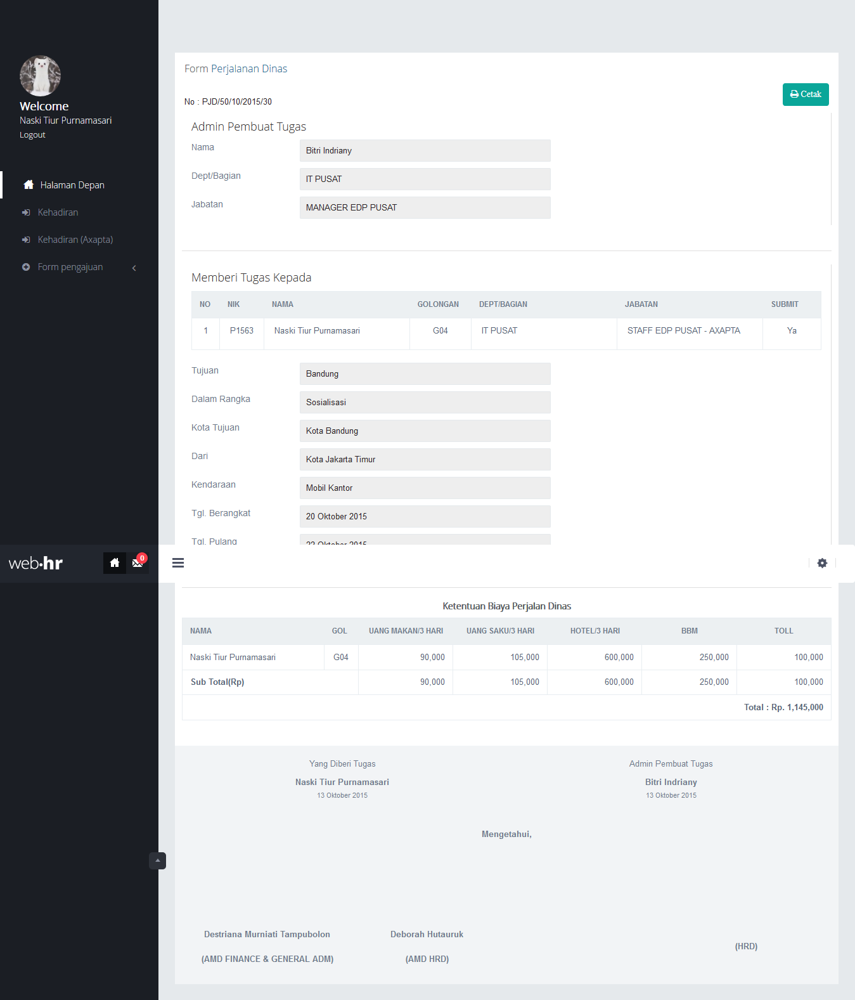 Welcome
Naski Tiur Purnamasari
Logout
Halaman Depan
Kehadiran
Kehadiran (Axapta)
Form pengajuan
Form Perjalanan Dinas
No : PJD/50/10/2015/30
Cetak
Admin Pembuat Tugas
Nama Bitri Indriany
Dept/Bagian IT PUSAT
Jabatan MANAGER EDP PUSAT
Memberi Tugas Kepada
NO NIK NAMA GOLONGAN DEPT/BAGIAN JABATAN SUBMIT
1 P1563 Naski Tiur Purnamasari G04 IT PUSAT STAFF EDP PUSAT - AXAPTA Ya
Tujuan Bandung
Dalam Rangka Sosialisasi
Kota Tujuan Kota Bandung
Dari Kota Jakarta Timur
Kendaraan Mobil Kantor
Tgl. Berangkat 20 Oktober 2015
Tgl. Pulang 22 Oktober 2015
web·hr 0
Ketentuan Biaya Perjalan Dinas
NAMA GOL UANG MAKAN/3 HARI UANG SAKU/3 HARI HOTEL/3 HARI BBM TOLL
Naski Tiur Purnamasari G04 90,000 105,000 600,000 250,000 100,000
Sub Total(Rp) 90,000 105,000 600,000 250,000 100,000
Total : Rp. 1,145,000
Yang Diberi Tugas Admin Pembuat Tugas
Naski Tiur Purnamasari Bitri Indriany
13 Oktober 2015 13 Oktober 2015
Mengetahui,
Destriana Murniati Tampubolon Deborah Hutauruk
(AMD FINANCE & GENERAL ADM) (AMD HRD) (HRD)